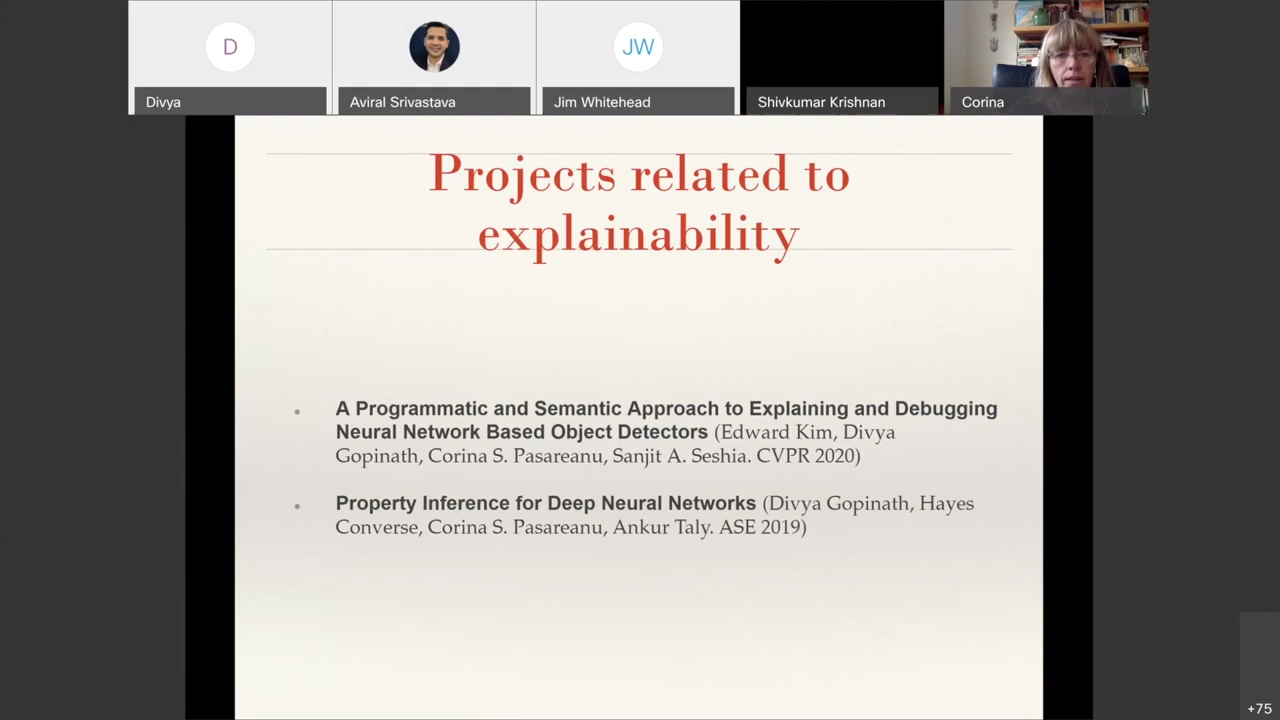 D
JW
Divya
Aviral Srivastava
Jim Whitehead
Shivkumar Krishnan
Corina
Projects related to
explainability
• A Programmatic and Semantic Approach to Explaining and Debugging
Neural Network Based Object Detectors (Edward Kim, Divya
Gopinath, Corina S. Pasareanu, Sanjit A. Seshia. CVPR 2020)
• Property Inference for Deep Neural Networks (Divya Gopinath, Hayes
Converse, Corina S. Pasareanu, Ankur Taly. ASE 2019)
+75